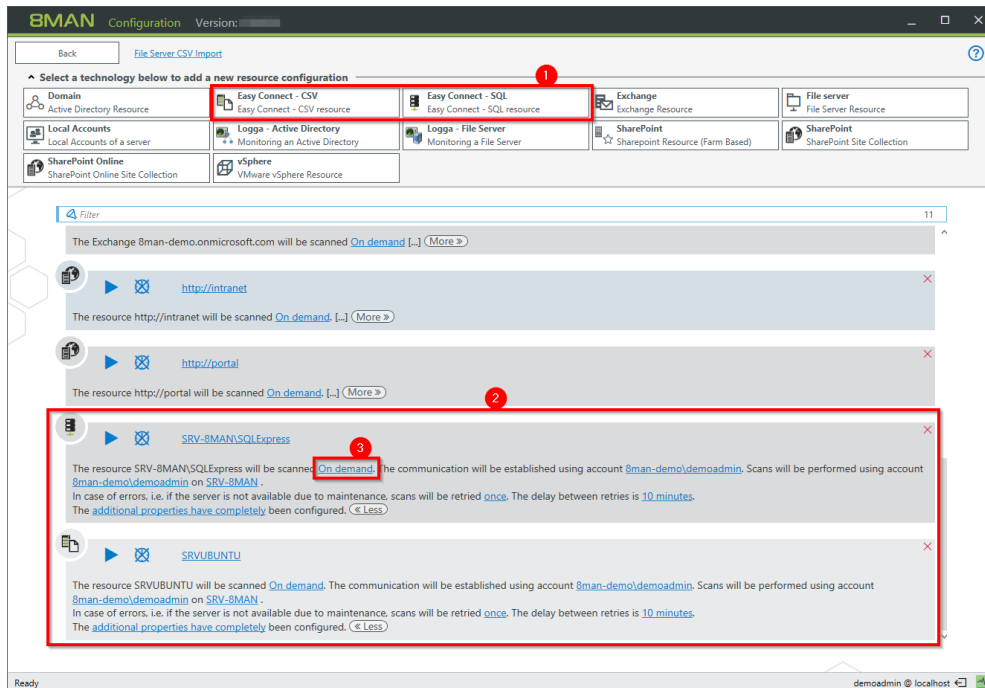 8MAN Configuration Version:
Back File Server CSV Import
Select a technology below to add a new resource configuration
1
Domain
Active Directory Resource
Easy Connect - CSV
Easy Connect - CSV resource
Easy Connect - SQL
Easy Connect - SQL resource
Exchange
Exchange Resource
File server
File Server Resource
Local Accounts
Local Accounts of a server
Logga - Active Directory
Monitoring an Active Directory
Logga - File Server
Monitoring a File Server
SharePoint
Sharepoint Resource (Farm Based)
SharePoint
SharePoint Site Collection
SharePoint Online
SharePoint Online Site Collection
vSphere
VMware vSphere Resource
Filter 11
The Exchange 8man-demo.onmicrosoft.com will be scanned On demand [...] More »
http://intranet
The resource http://intranet will be scanned On demand. [...] More »
http://portal
The resource http://portal will be scanned On demand. [...] More »
2
SRV-8MAN\SQLExpress
3
The resource SRV-8MAN\SQLExpress will be scanned On demand. The communication will be established using account 8man-demo\demoadmin. Scans will be performed using account
8man-demo\demoadmin on SRV-8MAN .
In case of errors, i.e. if the server is not available due to maintenance, scans will be retried once. The delay between retries is 10 minutes.
The additional properties have completely been configured. « Less
SRVUBUNTU
The resource SRVUBUNTU will be scanned On demand. The communication will be established using account 8man-demo\demoadmin. Scans will be performed using account
8man-demo\demoadmin on SRV-8MAN .
In case of errors, i.e. if the server is not available due to maintenance, scans will be retried once. The delay between retries is 10 minutes.
The additional properties have completely been configured. « Less
Ready demoadmin @ localhost